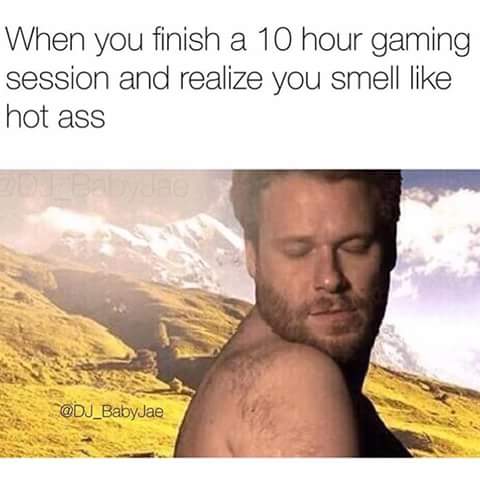 When you finish a 10 hour gaming
session and realize you smell like
hot ass
@DJ_BabyJae
@DJ_BabyJae